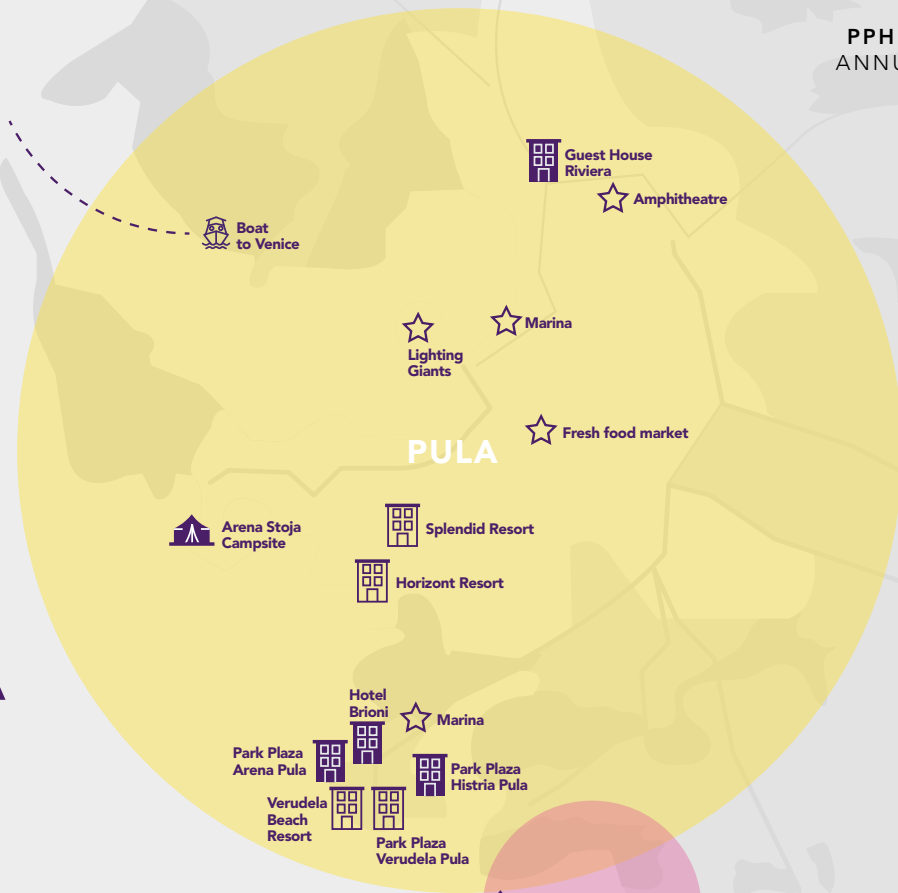 PPH
ANNU
Guest House
Riviera
Amphitheatre
Boat
to Venice
Marina
Lighting
Giants
Fresh food market
PULA
Arena Stoja
Campsite
Splendid Resort
Horizont Resort
Hotel
Brioni
Marina
Park Plaza
Arena Pula
Park Plaza
Histria Pula
Verudela
Beach
Resort
Park Plaza
Verudela Pula